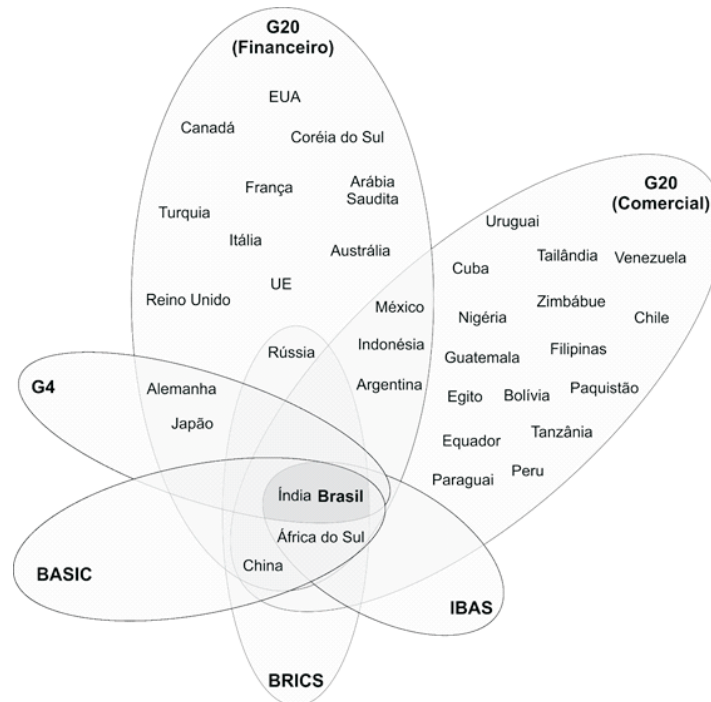 G20
(Financeiro)
EUA
Canadá
Coréia do Sul
França
Arábia
Saudita
Turquia
Itália
Austrália
UE
Reino Unido
México
Rússia
Indonésia
Argentina
G20
(Comercial)
Uruguai
Cuba
Tailândia
Venezuela
Zimbábue
Nigéria
Chile
Guatemala
Filipinas
Egito
Bolívia
Paquistão
Equador
Tanzânia
Paraguai
Peru
G4
Alemanha
Japão
Índia Brasil
África do Sul
China
BASIC
IBAS
BRICS